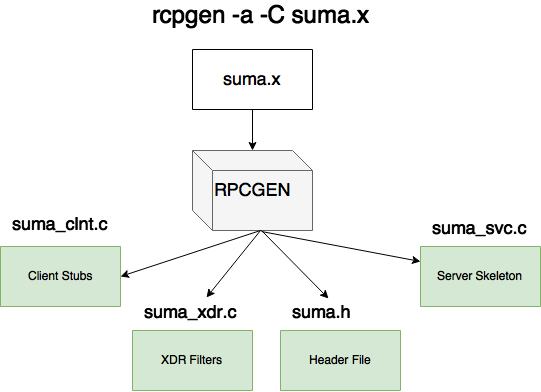 rcpgen -a -C suma.x
suma.x
RPCGEN
suma_clnt.c
Client Stubs
suma_svc.c
Server Skeleton
suma_xdr.c
XDR Filters
suma.h
Header File